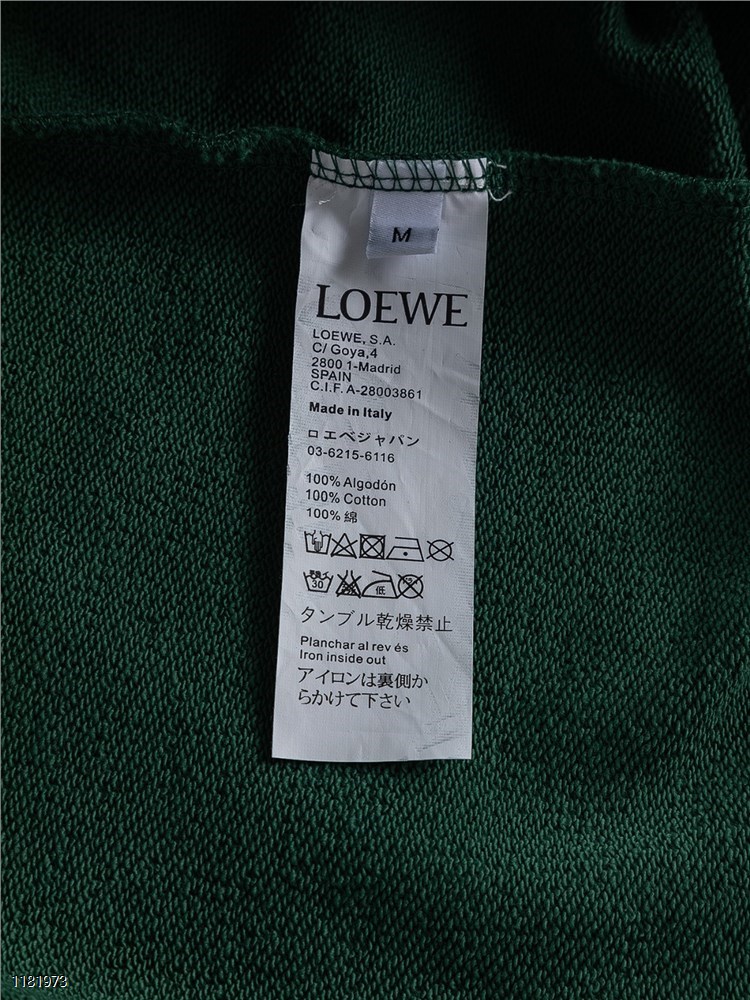 M
LOEWE
LOEWE, S.A.
C/ Goya,4
2800 1-Madrid
SPAIN
C.I.F. A-28003861
Made in Italy
ロエベジャパン
03-6215-6116
100% Algodón
100% Cotton
100% 綿
30
低
タンブル乾燥禁止
Planchar al rev és
Iron inside out
アイロンは裏側か
らかけて下さい
1181973